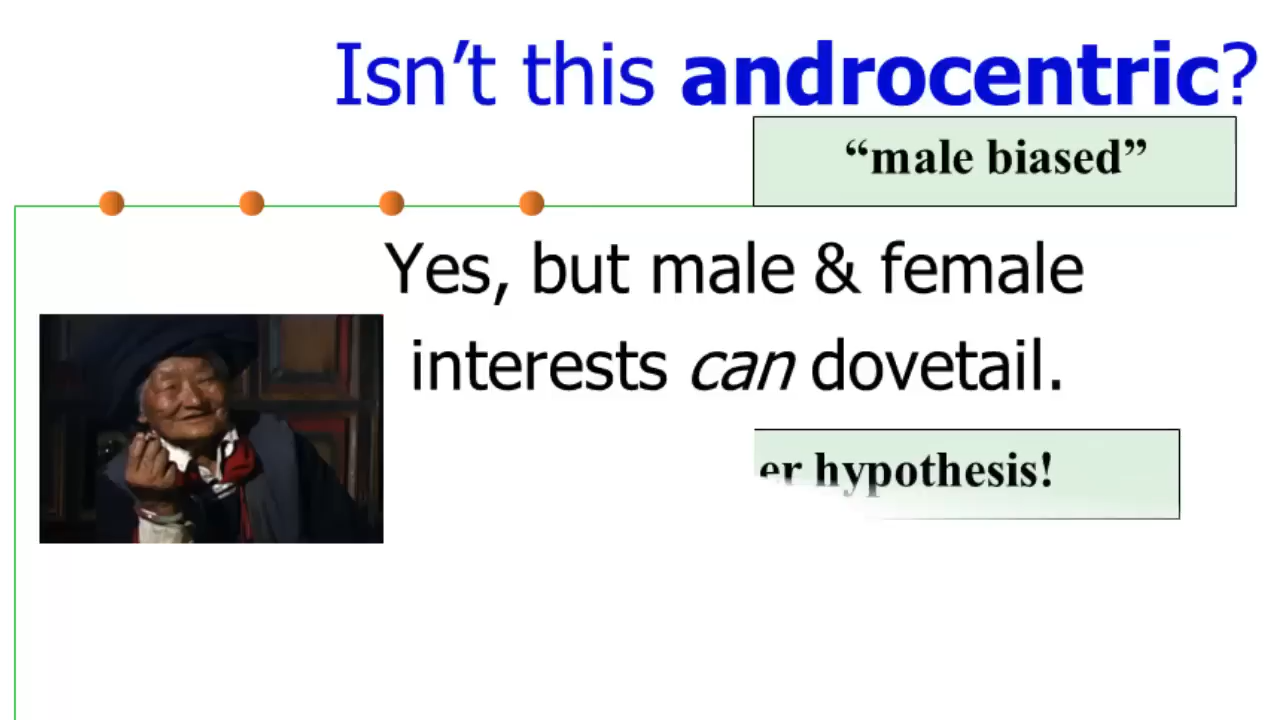 Isn’t this androcentric?
“male biased”
Yes, but male & female
interests can dovetail.
hypothesis!